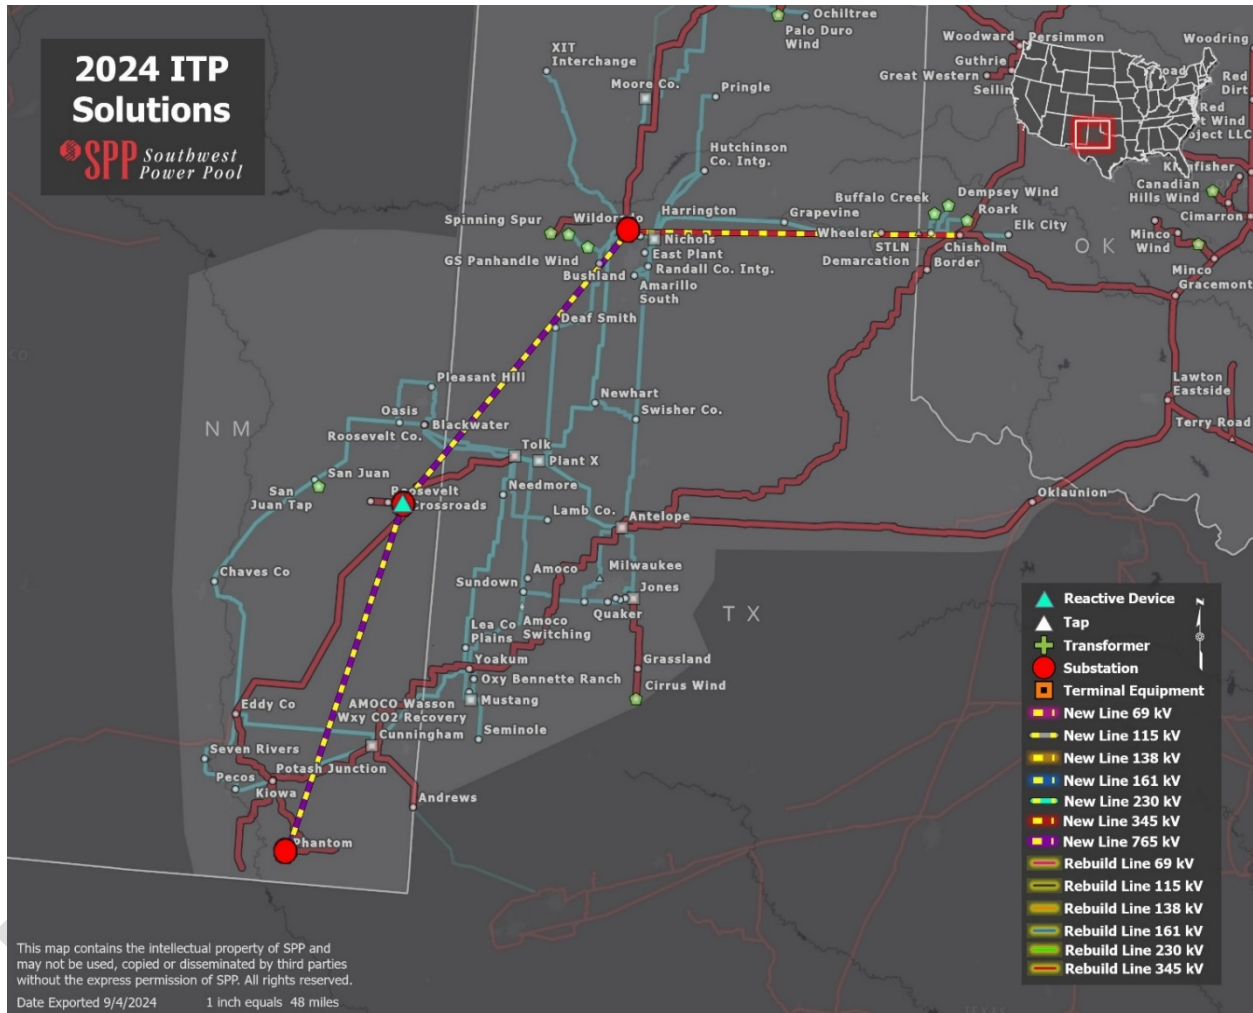 2024 ITP
Solutions
SPP Southwest
Power Pool
XIT
Interchange
Moore Co.
Pringle
Ochiltree
Palo Duro
Wind
Woodward
Persimmon
Woodring
Guthrie
Great Western
Road
Red
Dirt
Red
Kingfisher
Canadian
Hills Wind
Cimarron
Minco
Wind
Minco
Gracemont
Hutchinson
Co. Intg.
Spinning Spur
Harrington
Grapevine
Buffalo Creek
Dempsey Wind
Roark
Wheeler
Elk City
Nichols
STLN
Demarcation
Chisholm
Border
OK
GS Panhandle Wind
East Plant
Bushland
Randall Co. Intg.
Amarillo
South
Deaf Smith
Pleasant Hill
Newhart
Swisher Co.
Lawton
Eastside
Terry Road
NM
Oasis
Roosevelt Co.
Blackwater
Tolk
Plant X
San Juan
San
Juan Tap
Roosevelt
Crossroads
Needmore
Lamb Co.
Antelope
Oklaunion
Chaves Co
Sundown
Amoco
Milwaukee
Jones
Quaker
TX
Lea Co
Plains
Amoco
Switching
Yoakum
Oxy Bennette Ranch
Grassland
Cirrus Wind
Eddy Co
AMOCO Wasson
Wxy CO2 Recovery
Mustang
Cunningham
Seminole
Seven Rivers
Pecos
Potash Junction
Kiowa
Andrews
Phantom
Reactive Device
N
Tap
Transformer
Substation
Terminal Equipment
New Line 69 kV
New Line 115 kV
New Line 138 kV
New Line 161 kV
New Line 230 kV
New Line 345 kV
New Line 765 kV
Rebuild Line 69 kV
Rebuild Line 115 kV
Rebuild Line 138 kV
Rebuild Line 161 kV
Rebuild Line 230 kV
Rebuild Line 345 kV
This map contains the intellectual property of SPP and
may not be used, copied or disseminated by third parties
without the express permission of SPP. All rights reserved.
Date Exported 9/4/2024 1 inch equals 48 miles